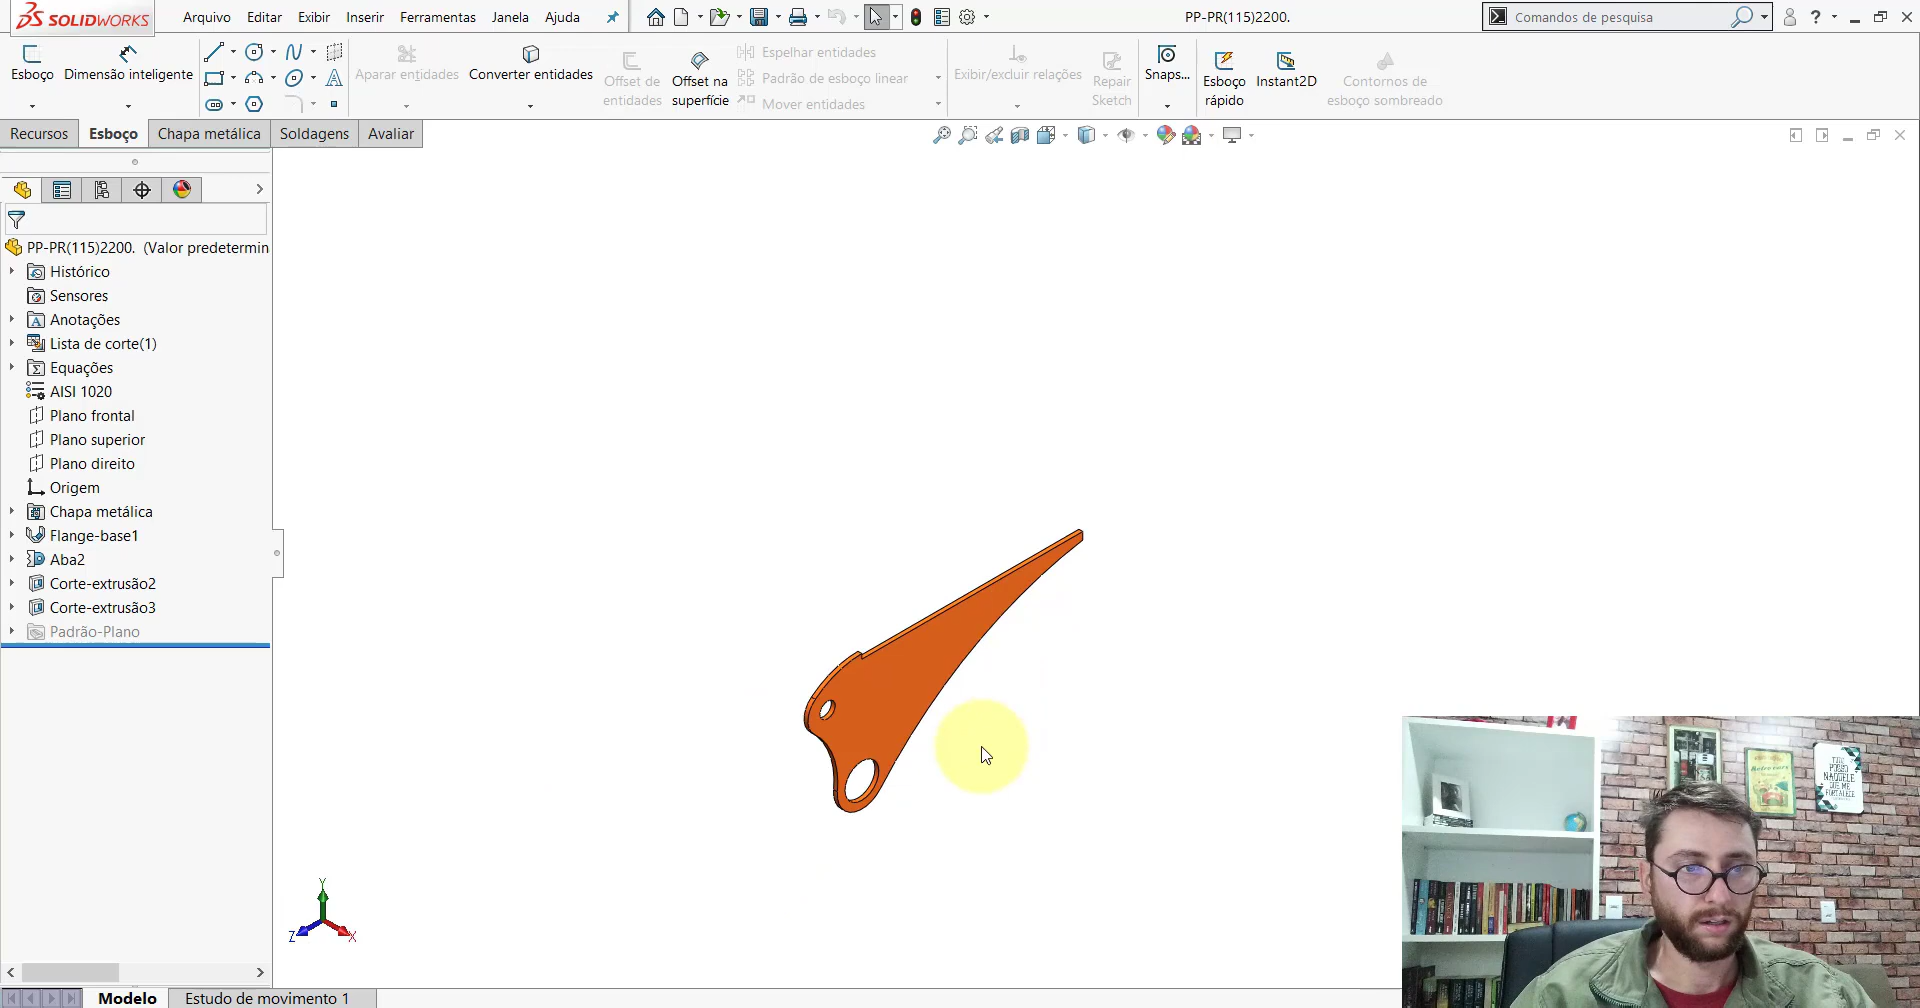 SOLIDWORKS
Arquivo Editar Exibir Inserir Ferramentas Janela Ajuda
PP-PR(115)2200.
Comandos de pesquisa
Esboço
Dimensão inteligente
Aparar entidades
Converter entidades
Offset de entidades
Offset na superfície
Espelhar entidades
Padrão de esboço linear
Mover entidades
Exibir/excluir relações
Repair Sketch
Snaps...
Esboço rápido
Instant2D
Contornos de esboço sombreado
Recursos Esboço Chapa metálica Soldagens Avaliar
PP-PR(115)2200. (Valor predetermin
Histórico
Sensores
Anotações
Lista de corte(1)
Equações
AISI 1020
Plano frontal
Plano superior
Plano direito
Origem
Chapa metálica
Flange-base1
Aba2
Corte-extrusão2
Corte-extrusão3
Padrão-Plano
Y
Z
X
Modelo Estudo de movimento 1